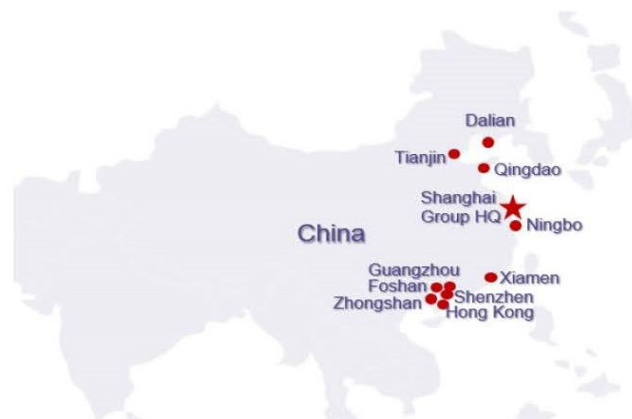 Dalian
Tianjin
Qingdao
Shanghai
Group HQ
Ningbo
China
Guangzhou
Xiamen
Foshan
Shenzhen
Zhongshan
Hong Kong